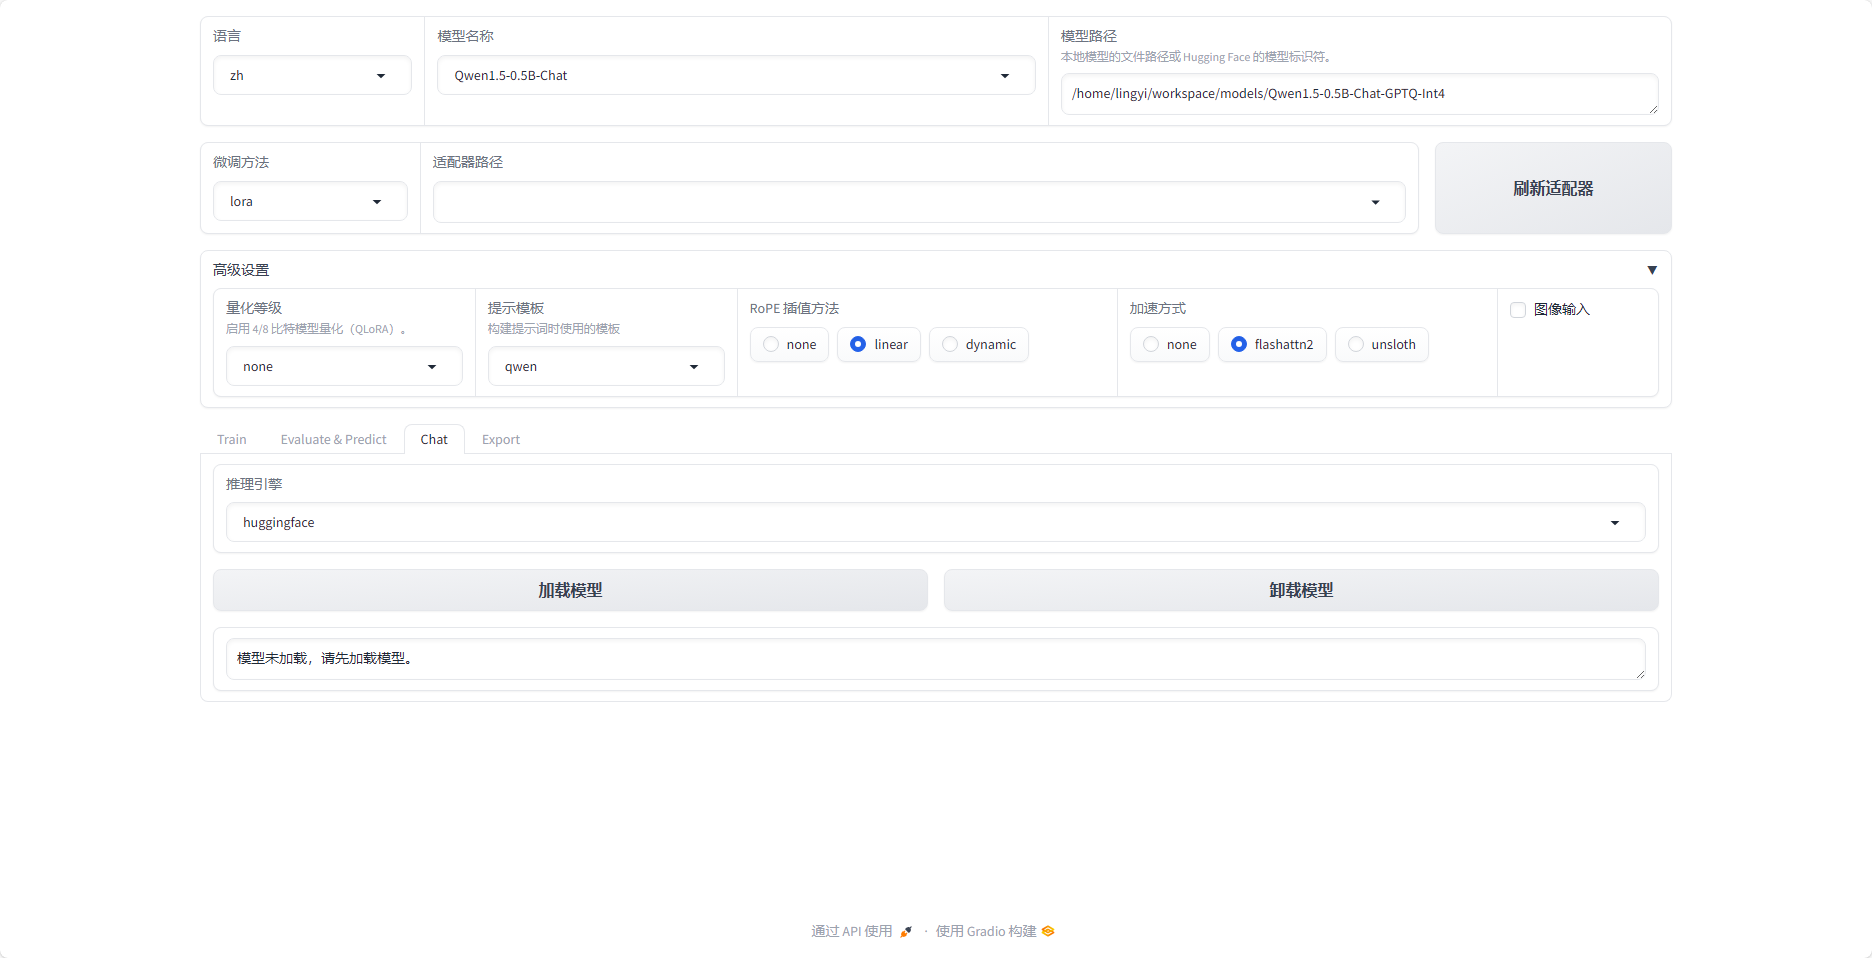 语言
zh
模型名称
Qwen1.5-0.5B-Chat
模型路径
本地模型的文件路径或 Hugging Face 的模型标识符。
/home/lingyi/workspace/models/Qwen1.5-0.5B-Chat-GPTQ-Int4
微调方法
lora
适配器路径
刷新适配器
高级设置
▼
量化等级
启用 4/8 比特模型量化（QLoRA）。
none
提示模板
构建提示词时使用的模板
qwen
RoPE 插值方法
none
linear
dynamic
加速方式
none
flashattn2
unsloth
图像输入
Train
Evaluate & Predict
Chat
Export
推理引擎
huggingface
加载模型
卸载模型
模型未加载，请先加载模型。
通过 API 使用 🚀 · 使用 Gradio 构建